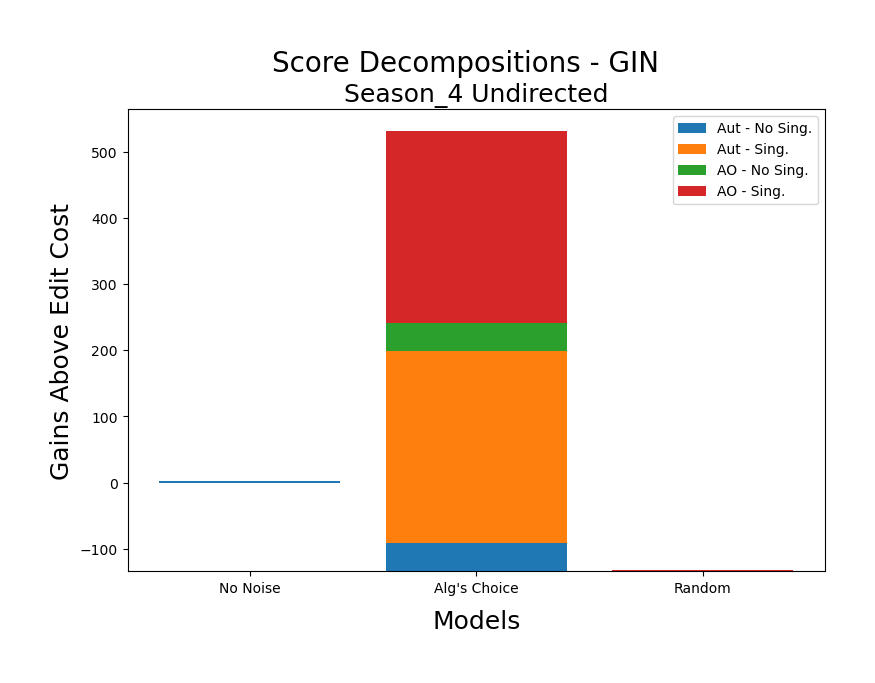 Score Decompositions - GIN
Season_4 Undirected
Aut - No Sing.
Aut - Sing.
AO - No Sing.
AO - Sing.
Gains Above Edit Cost
500
400
300
200
100
0
−100
No Noise
Alg's Choice
Random
Models